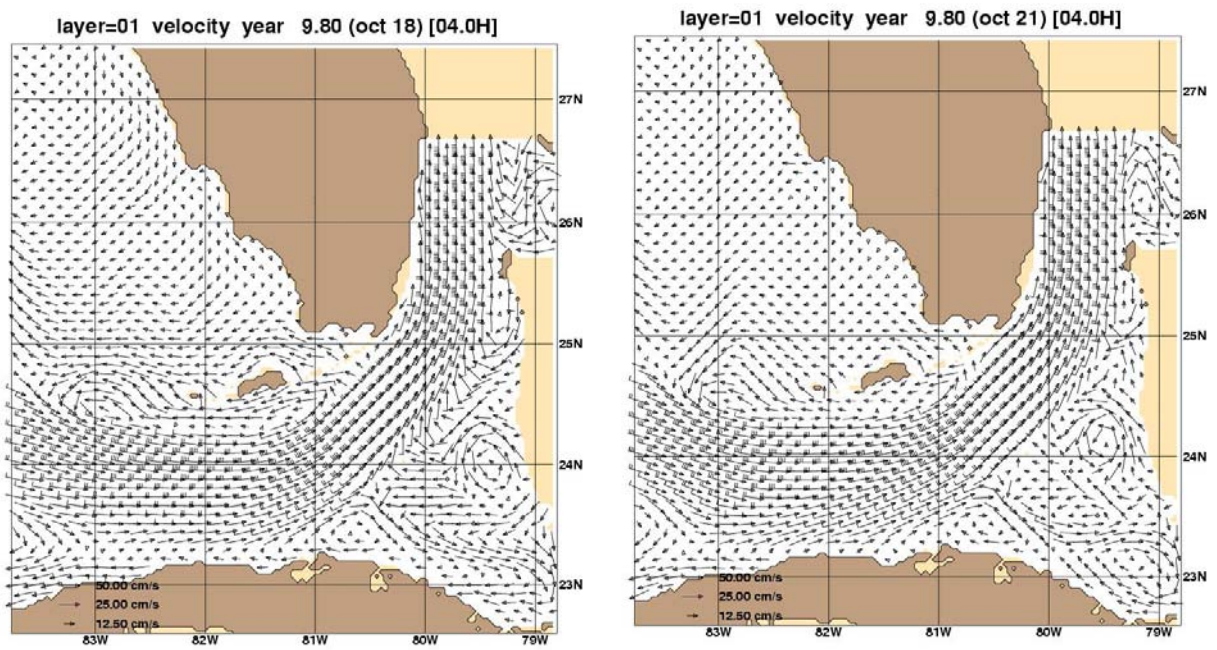 layer=01 velocity year 9.80 (oct 18) [04.0H]
27N
26N
25N
24N
23N
50.00 cm/s
25.00 cm/s
12.50 cm/s
83W 82W 81W 80W 79W
layer=01 velocity year 9.80 (oct 21) [04.0H]
27N
26N
25N
24N
23N
50.00 cm/s
25.00 cm/s
12.50 cm/s
83W 82W 81W 80W 79W